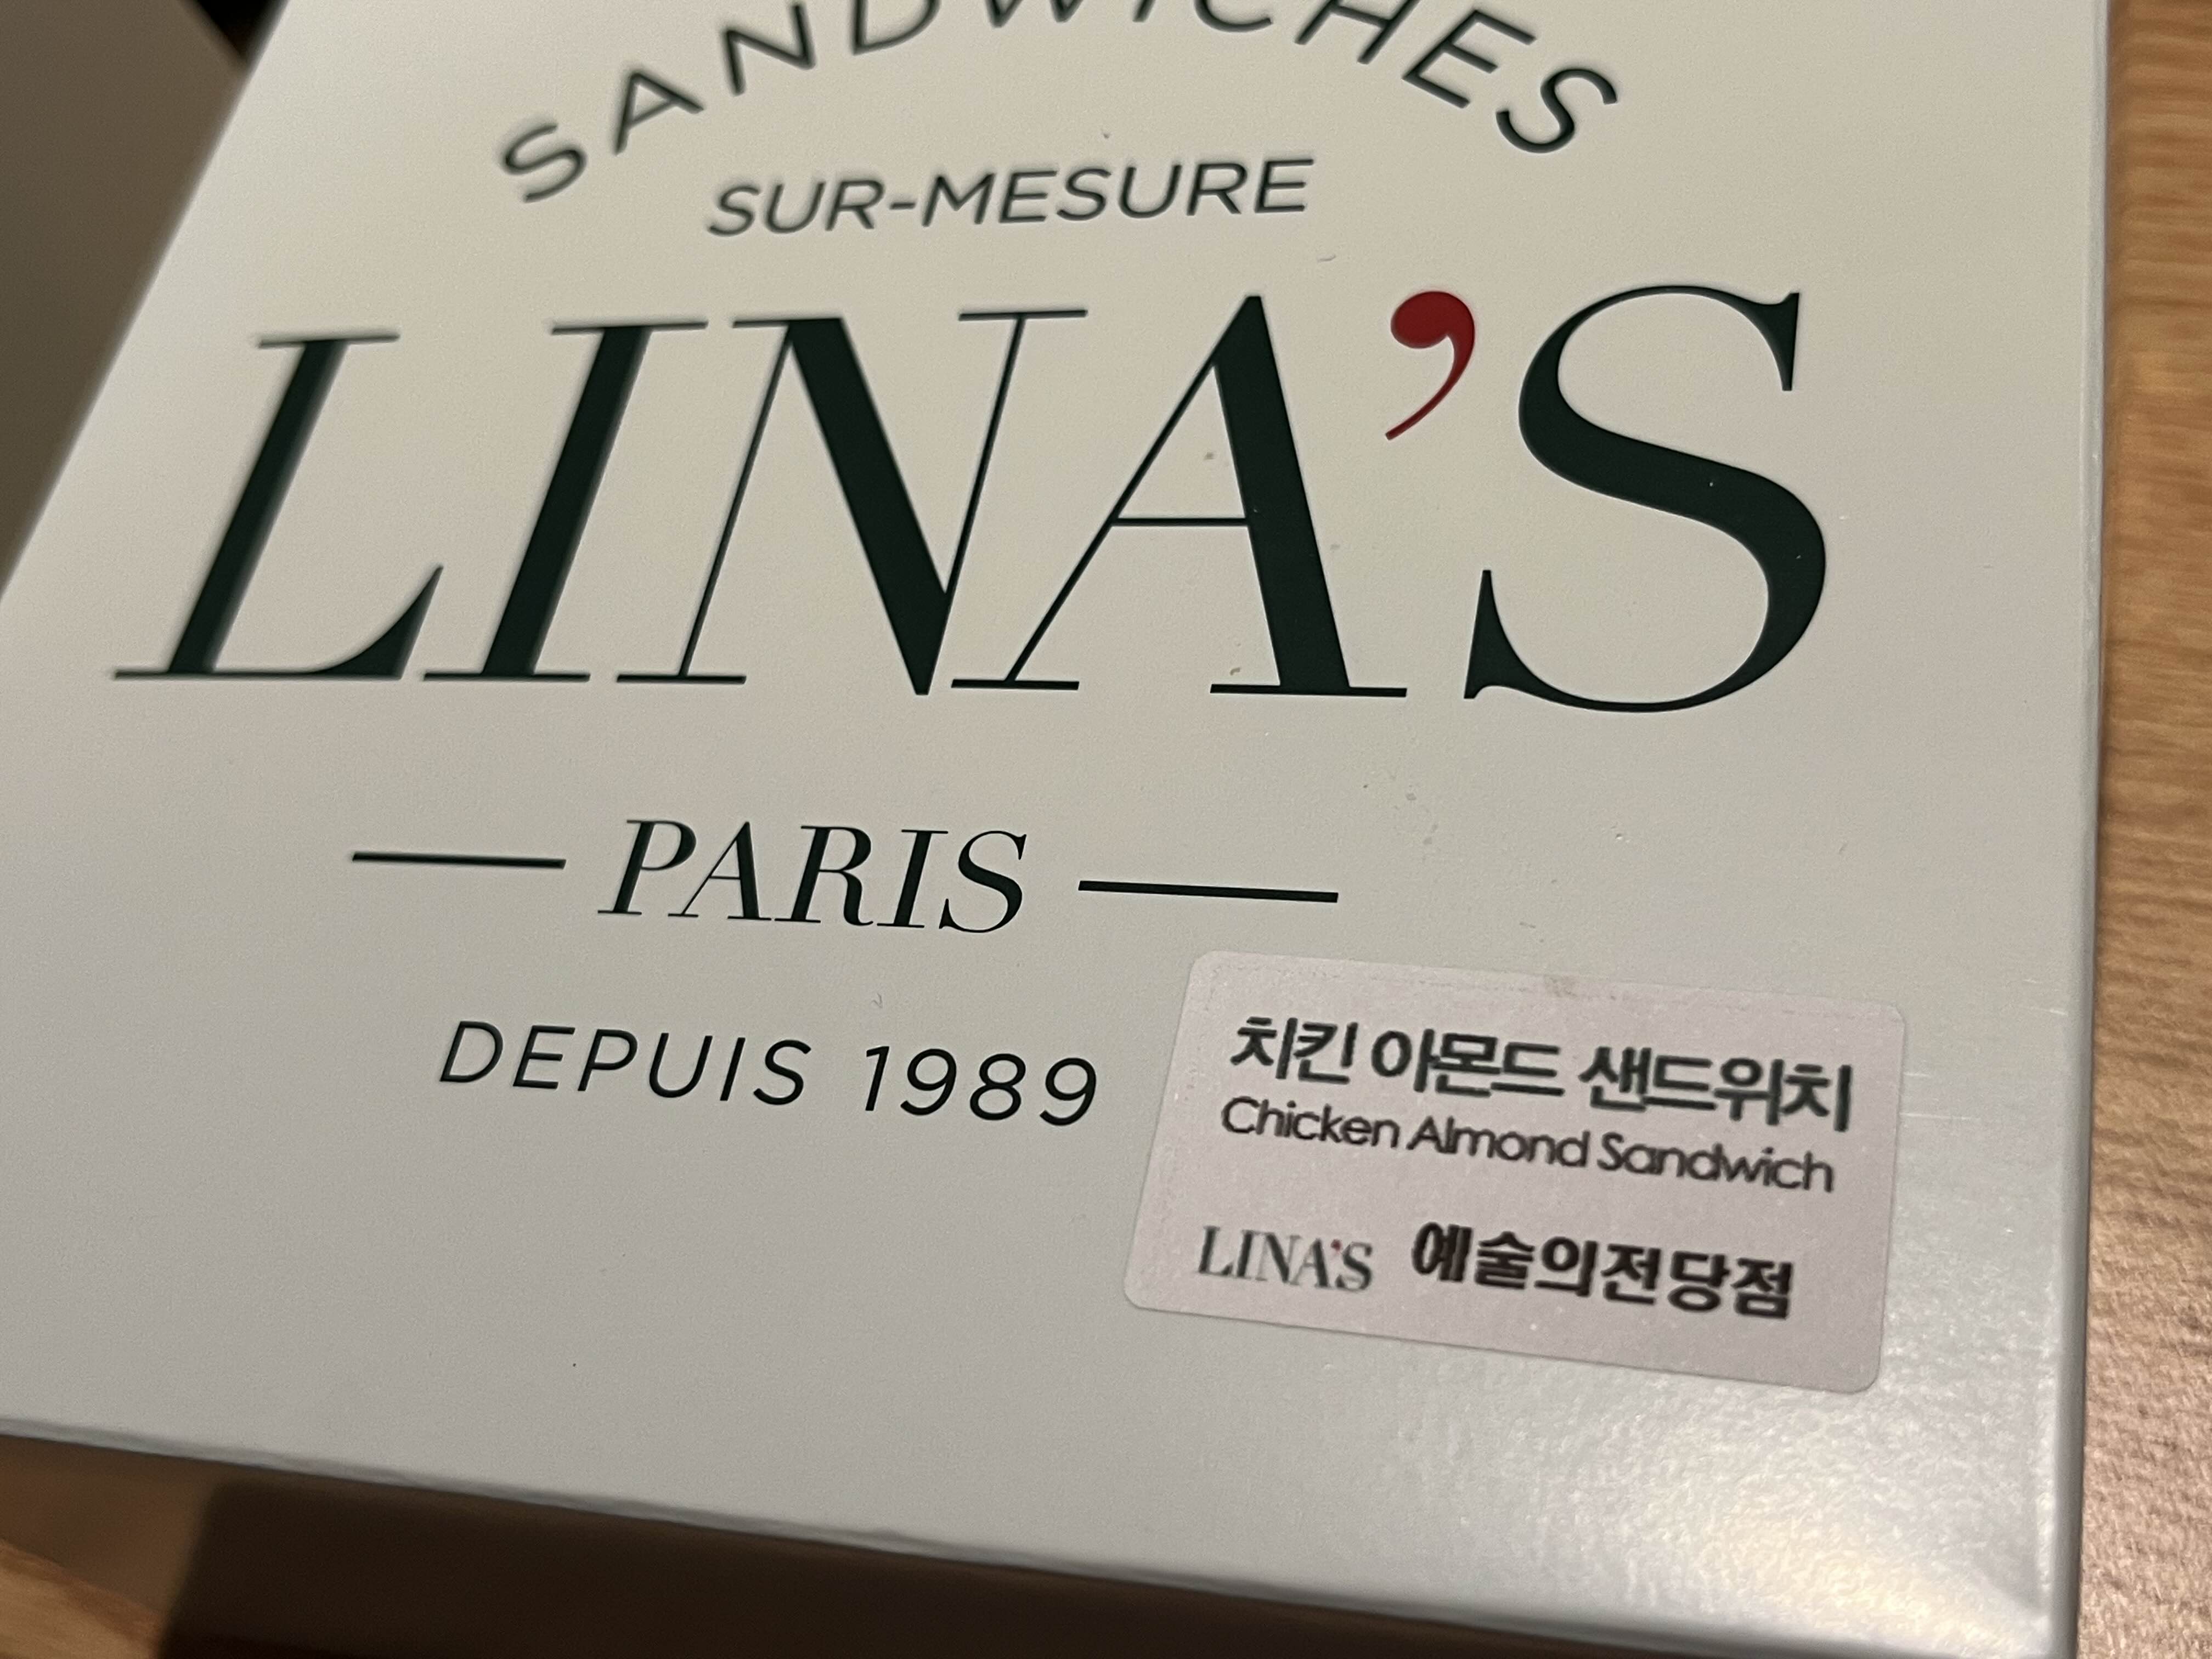 SANDWICHES
SUR-MESURE
LINA'S
PARIS
DEPUIS 1989
치킨 아몬드 샌드위치
Chicken Almond Sandwich
LINA'S 예술의전당점